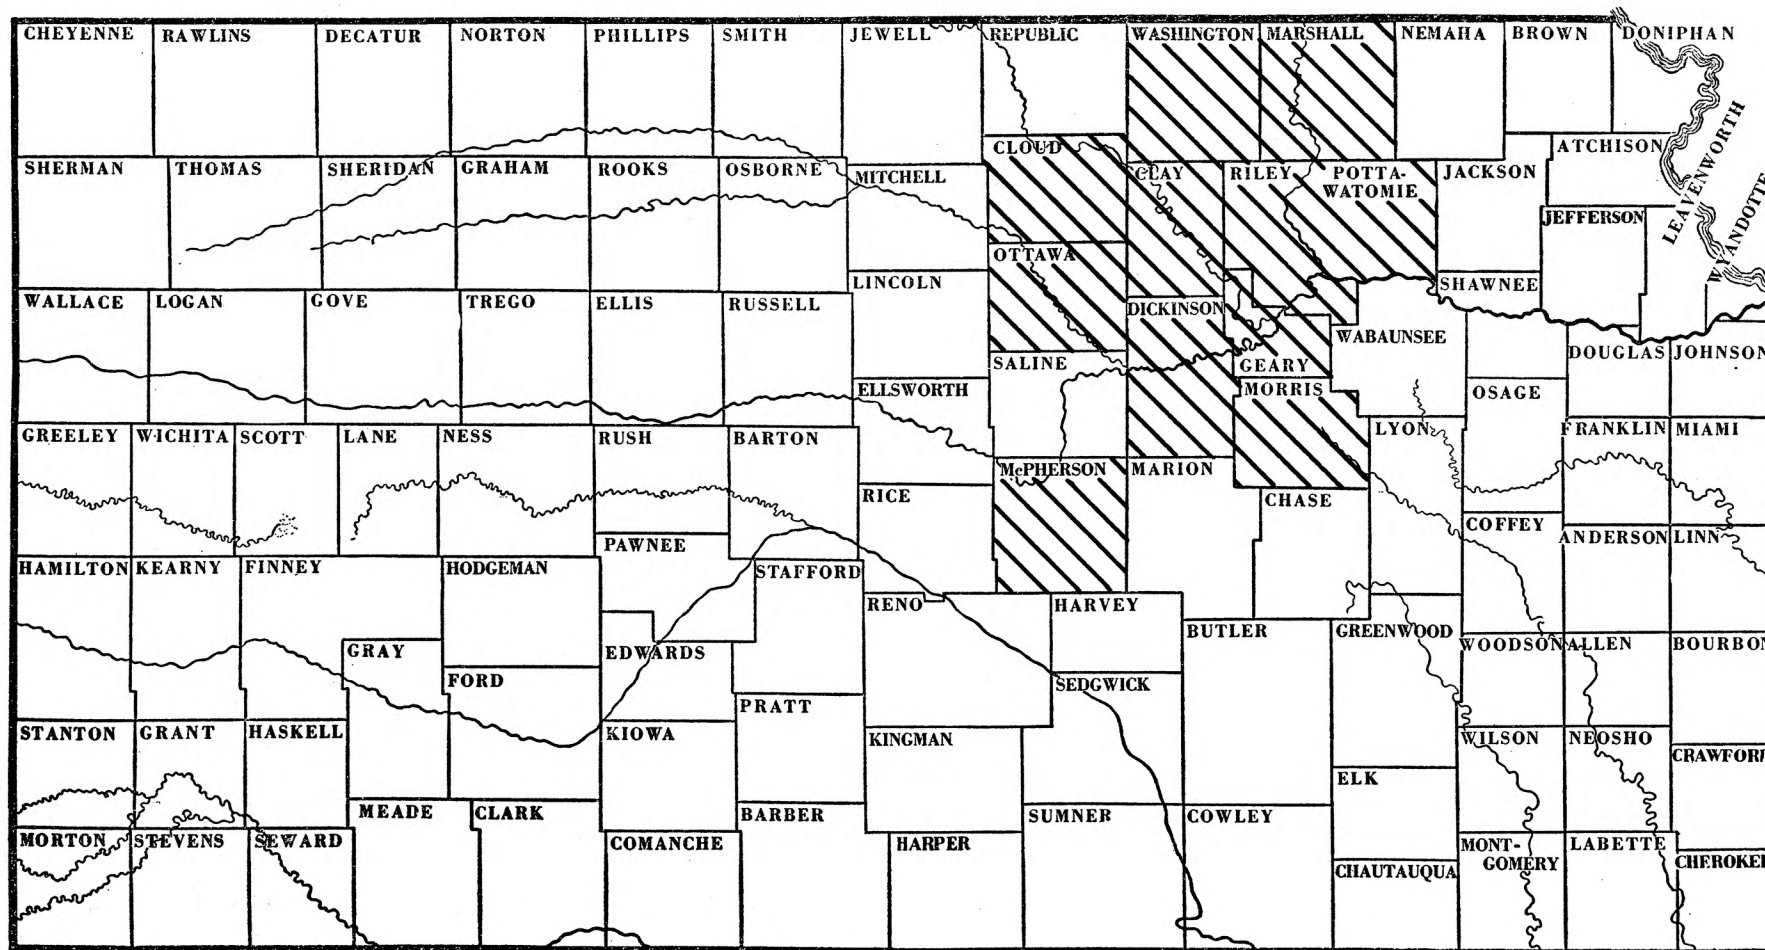 CHEYENNE
RAWLINS
DECATUR
NORTON
PHILLIPS
SMITH
JEWELL
REPUBLIC
WASHINGTON
MARSHALL
NEMAHA
BROWN
DONIPHAN
SHERMAN
THOMAS
SHERIDAN
GRAHAM
ROOKS
OSBORNE
MITCHELL
CLOUD
CLAY
RILEY
POTTA-
WATOMIE
JACKSON
ATCHISON
JEFFERSON
LEAVENWORTH
WYANDOTTE
WALLACE
LOGAN
GOVE
TREGO
ELLIS
RUSSELL
LINCOLN
OTTAWA
DICKINSON
SHAWNEE
WABAUNSEE
GEARY
SALINE
ELLSWORTH
MORRIS
OSAGE
DOUGLAS
JOHNSON
GREELEY
WICHITA
SCOTT
LANE
NESS
RUSH
BARTON
RICE
McPHERSON
MARION
CHASE
LYON
FRANKLIN
MIAMI
COFFEY
ANDERSON
LINN
HAMILTON
KEARNY
FINNEY
HODGEMAN
PAWNEE
STAFFORD
RENO
HARVEY
BUTLER
GREENWOOD
WOODSON
ALLEN
BOURBON
GRAY
FORD
EDWARDS
PRATT
SEDGWICK
STANTON
GRANT
HASKELL
KIOWA
KINGMAN
ELK
WILSON
NEOSHO
CRAWFOR
MEADE
CLARK
BARBER
SUMNER
COWLEY
MORTON
STEVENS
SEWARD
COMANCHE
HARPER
CHAUTAUQUA
MONT-
GOMERY
LABETTE
CHEROKE